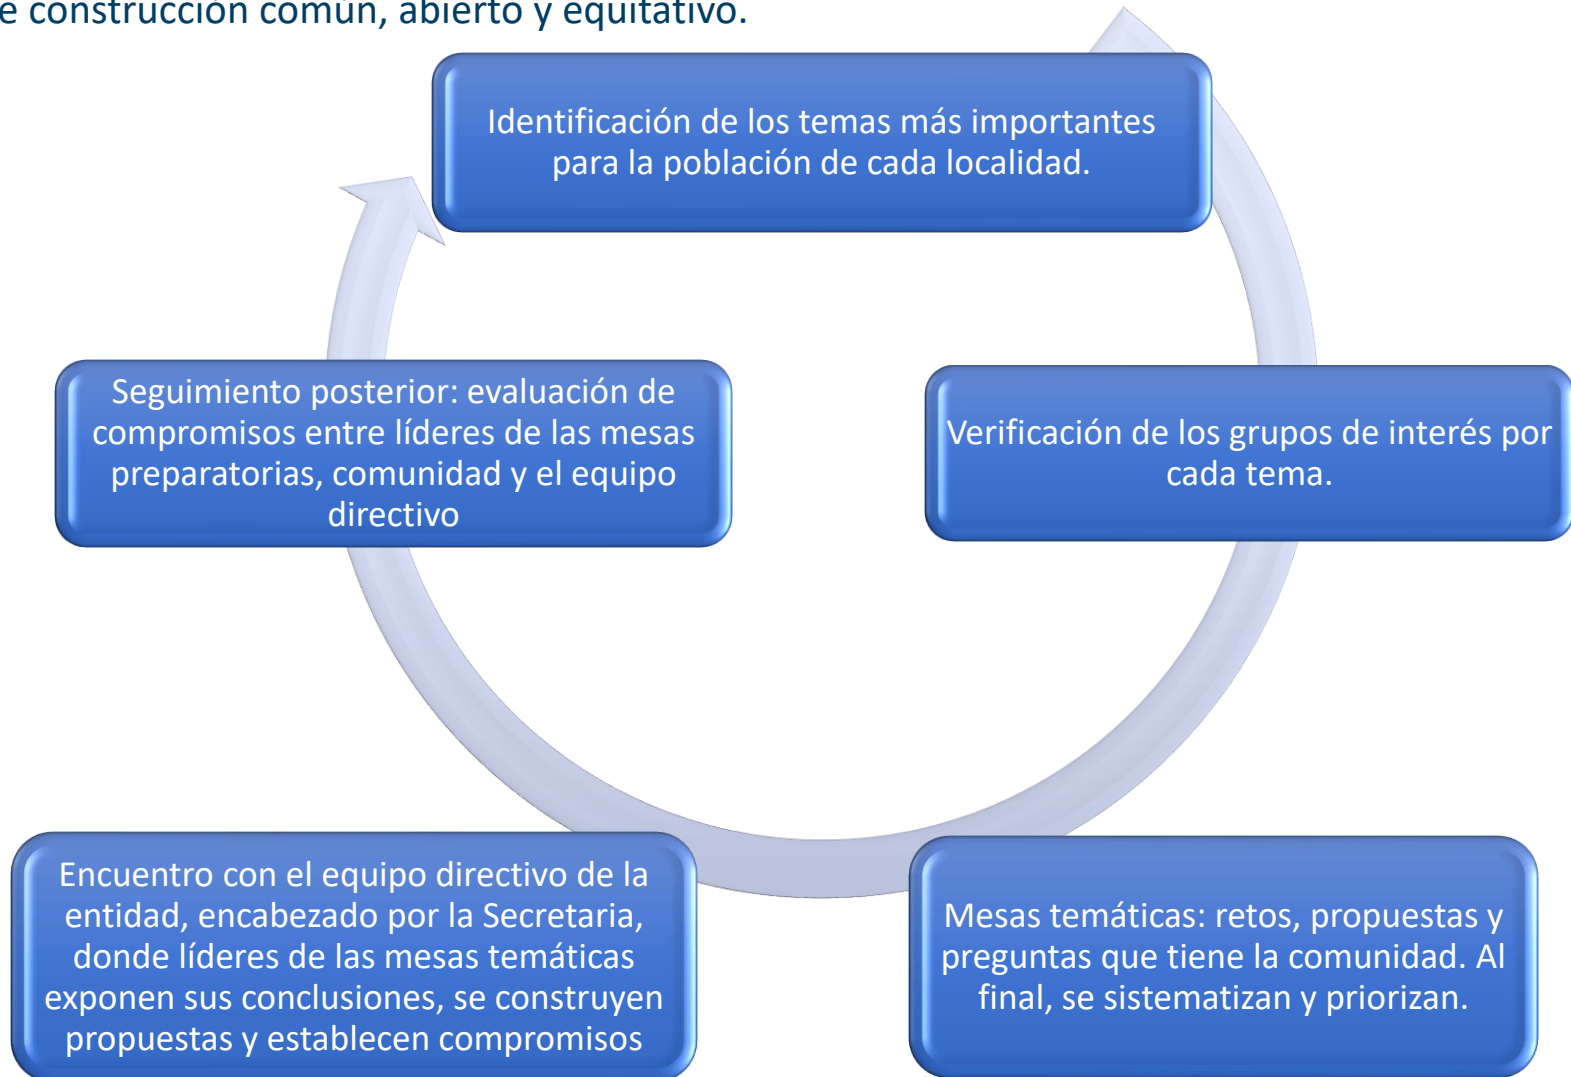 e construcción común, abierto y equitativo.
Identificación de los temas más importantes
para la población de cada localidad.
Verificación de los grupos de interés por
cada tema.
Mesas temáticas: retos, propuestas y
preguntas que tiene la comunidad. Al
final, se sistematizan y priorizan.
Encuentro con el equipo directivo de la
entidad, encabezado por la Secretaria,
donde líderes de las mesas temáticas
exponen sus conclusiones, se construyen
propuestas y establecen compromisos
Seguimiento posterior: evaluación de
compromisos entre líderes de las mesas
preparatorias, comunidad y el equipo
directivo